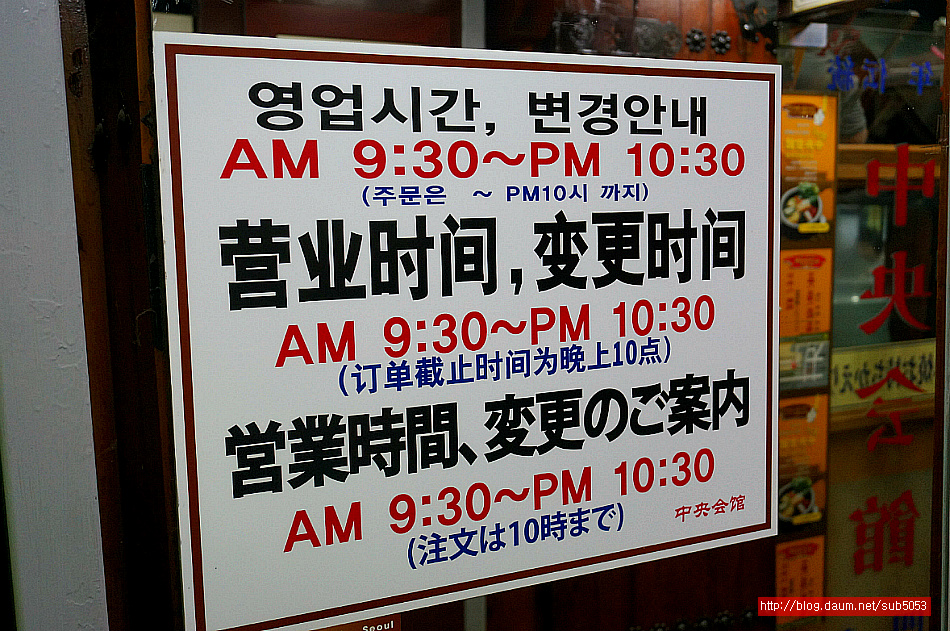 영업시간, 변경안내
AM 9:30~PM 10:30
(주문은 ~ PM10시 까지)
营业时间,变更时间
AM 9:30~PM 10:30
(订单截止时间为晚上10点)
営業時間、変更のご案内
AM 9:30~PM 10:30
(注文は10時まで)
中央会館
中央会館
Seoul
http://blog.daum.net/sub5053